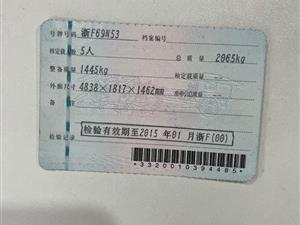 号牌号码 浙F69N53 档案编号
核定载人数 5人 总质量 2065kg
整备质量 1445kg 核定载质量 --
外廓尺寸 4838×1817×1462mm 准牵引总质量 --
备注
检验记录 检验有效期至2015年01月浙F(00)
*3320010394485*